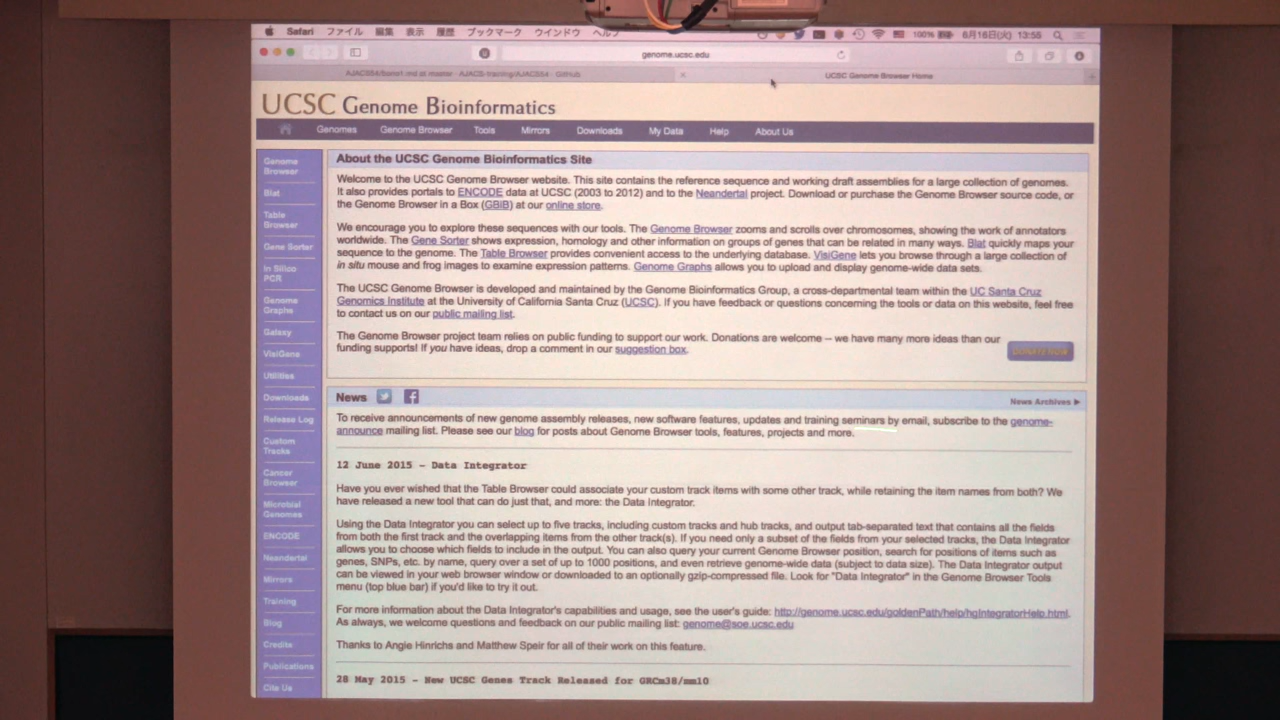 Safari ファイル 編集 表示 履歴 ブックマーク ウインドウ ヘルプ 100% 6月16日(火) 13:55
genome.ucsc.edu
UCSC Genome Browser Home
UCSC Genome Bioinformatics
Genomes Genome Browser Tools Mirrors Downloads My Data Help About Us
Genome
Browser
Blat
Table
Browser
Gene Sorter
In Silico
PCR
Genome
Graphs
Galaxy
VisiGene
Utilities
Downloads
Release Log
Custom
Tracks
Cancer
Browser
Microbial
Genomes
ENCODE
Neandertal
Mirrors
Training
Blog
Credits
Publications
Cite Us
About the UCSC Genome Bioinformatics Site
Welcome to the UCSC Genome Browser website. This site contains the reference sequence and working draft assemblies for a large collection of genomes.
It also provides portals to ENCODE data at UCSC (2003 to 2012) and to the Neandertal project. Download or purchase the Genome Browser source code, or
the Genome Browser in a Box (GBiB) at our online store.
We encourage you to explore these sequences with our tools. The Genome Browser zooms and scrolls over chromosomes, showing the work of annotators
worldwide. The Gene Sorter shows expression, homology and other information on groups of genes that can be related in many ways. Blat quickly maps your
sequence to the genome. The Table Browser provides convenient access to the underlying database. VisiGene lets you browse through a large collection of
in situ mouse and frog images to examine expression patterns. Genome Graphs allows you to upload and display genome-wide data sets.
The UCSC Genome Browser is developed and maintained by the Genome Bioinformatics Group, a cross-departmental team within the UC Santa Cruz
Genomics Institute at the University of California Santa Cruz (UCSC). If you have feedback or questions concerning the tools or data on this website, feel free
to contact us on our public mailing list.
The Genome Browser project team relies on public funding to support our work. Donations are welcome -- we have many more ideas than our
funding supports! If you have ideas, drop a comment in our suggestion box.
DONATE NOW
News
News Archives ▶
To receive announcements of new genome assembly releases, new software features, updates and training seminars by email, subscribe to the genome-
announce mailing list. Please see our blog for posts about Genome Browser tools, features, projects and more.
12 June 2015 - Data Integrator
Have you ever wished that the Table Browser could associate your custom track items with some other track, while retaining the item names from both? We
have released a new tool that can do just that, and more: the Data Integrator.
Using the Data Integrator you can select up to five tracks, including custom tracks and hub tracks, and output tab-separated text that contains all the fields
from both the first track and the overlapping items from the other track(s). If you need only a subset of the fields from your selected tracks, the Data Integrator
allows you to choose which fields to include in the output. You can also query your current Genome Browser position, search for positions of items such as
genes, SNPs, etc. by name, query over a set of up to 1000 positions, and even retrieve genome-wide data (subject to data size). The Data Integrator output
can be viewed in your web browser window or downloaded to an optionally gzip-compressed file. Look for "Data Integrator" in the Genome Browser Tools
menu (top blue bar) if you'd like to try it out.
For more information about the Data Integrator's capabilities and usage, see the user's guide: http://genome.ucsc.edu/goldenPath/help/hgIntegratorHelp.html.
As always, we welcome questions and feedback on our public mailing list: genome@soe.ucsc.edu
Thanks to Angie Hinrichs and Matthew Speir for all of their work on this feature.
28 May 2015 - New UCSC Genes Track Released for GRCm38/mm10